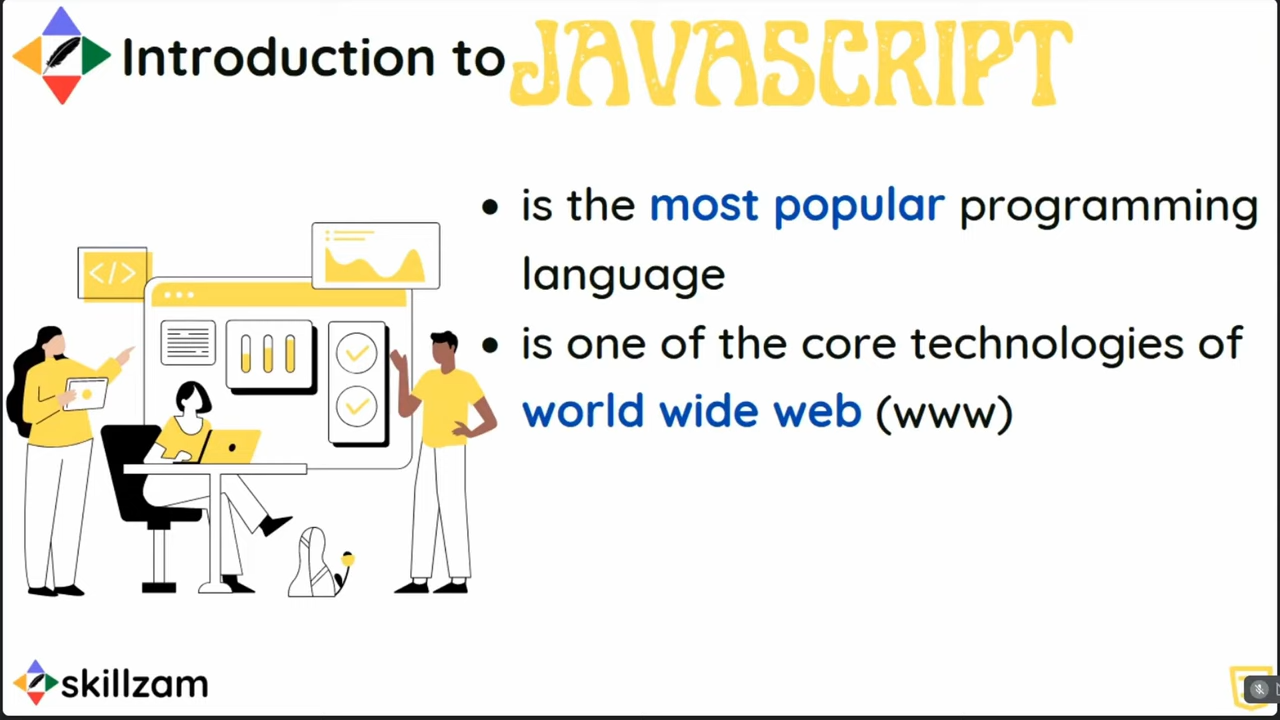 Introduction to JAVASCRIPT
</>
• is the most popular programming
language
• is one of the core technologies of
world wide web (www)
skillzam